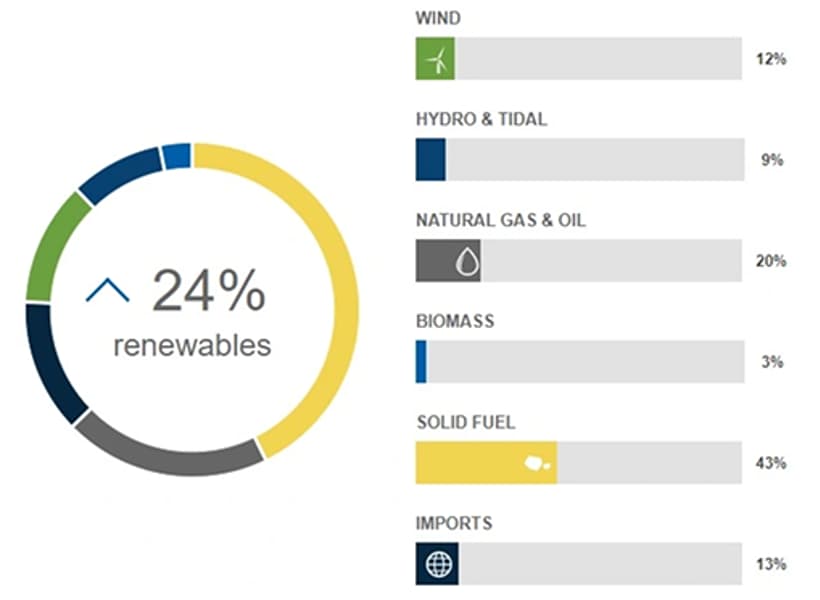 24%
renewables
WIND
12%
HYDRO & TIDAL
9%
NATURAL GAS & OIL
20%
BIOMASS
3%
SOLID FUEL
43%
IMPORTS
13%